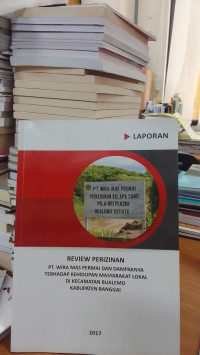 LAPORAN
PT. WIRA MAS PERMAI
PERKEBUNAN KELAPA SAWIT
POLA INTI PLASMA
BUALEMO ESTATE
REVIEW PERIZINAN
PT. WIRA MAS PERMAI DAN DAMPAKNYA
TERHADAP KEHIDUPAN MASYARAKAT LOKAL
DI KECAMATAN BUALEMO
KABUPATEN BANGGAI
2017